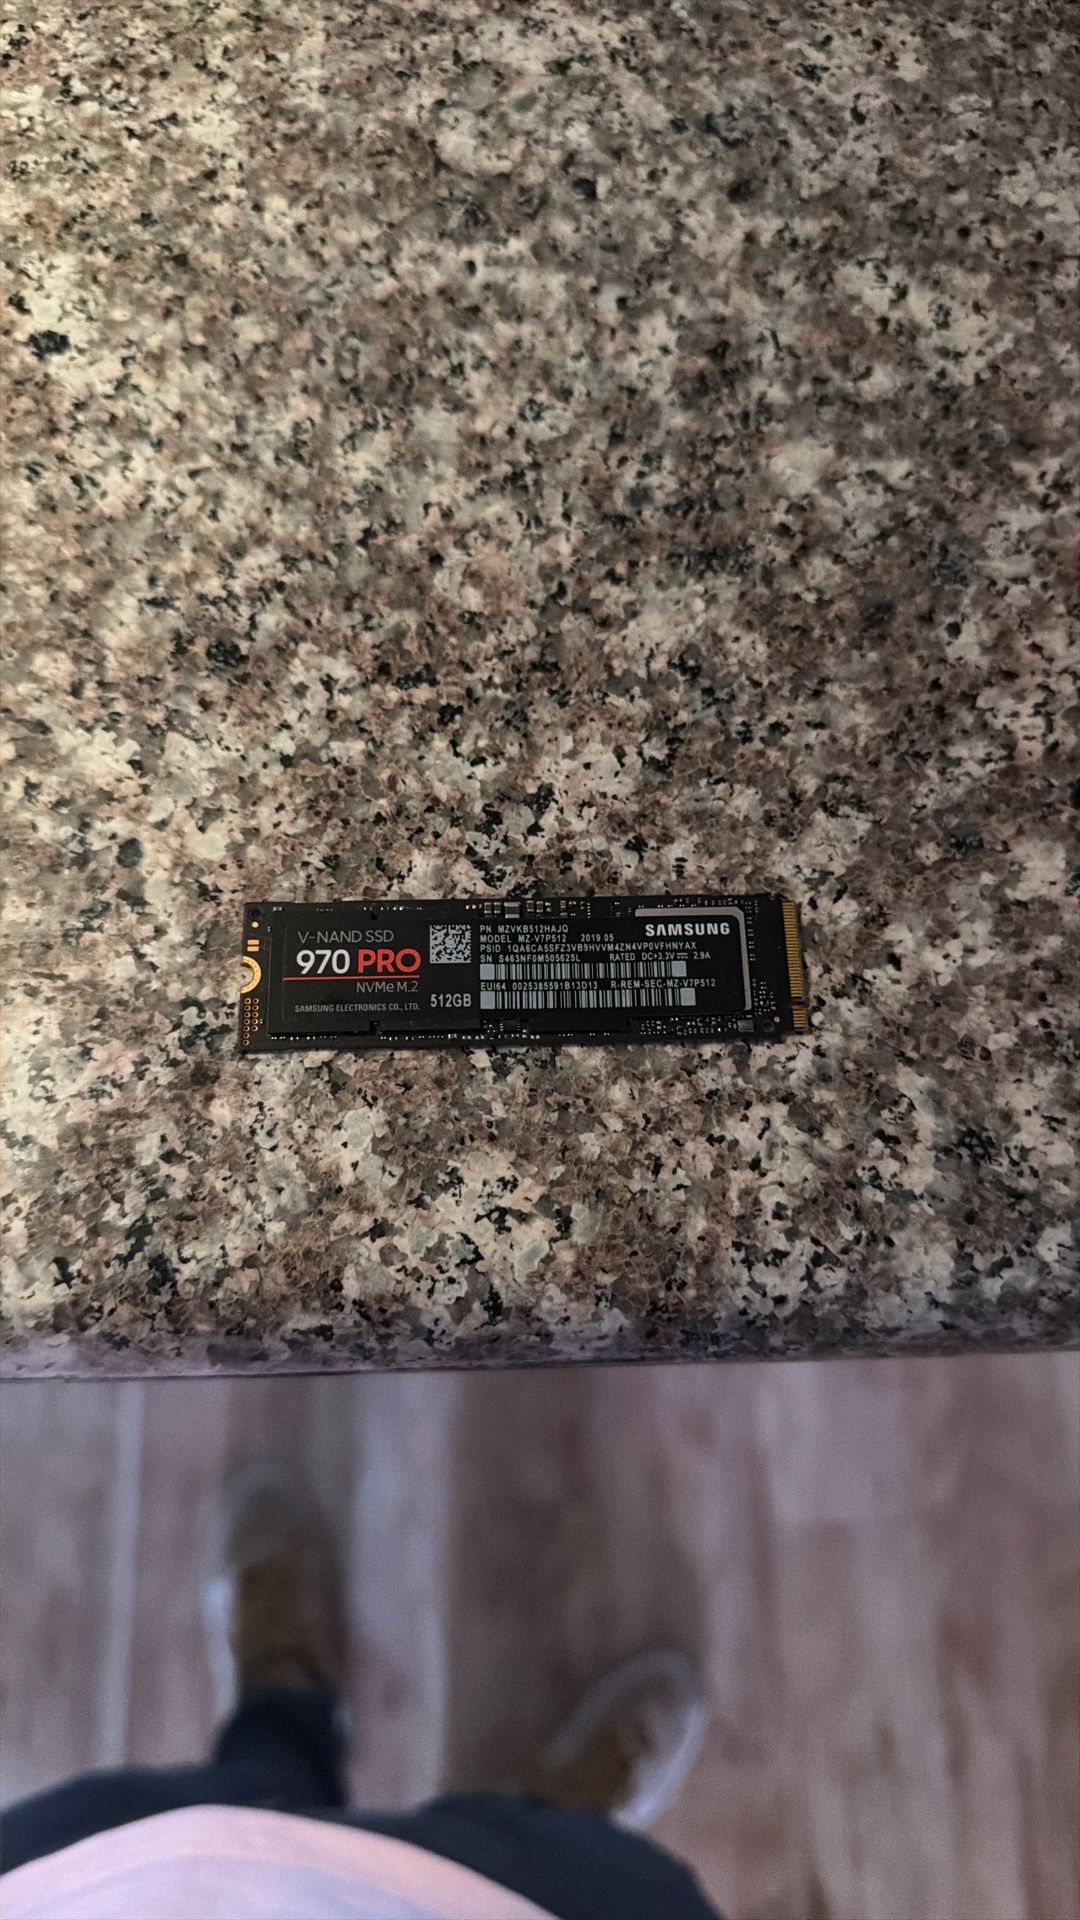 V-NAND SSD
970 PRO
NVMe M.2
SAMSUNG ELECTRONICS CO., LTD.
512GB
PN MZVKB512HAJQ
MODEL MZ-V7P512 2019.05
PSID 1QA6CA5SFZ3VB9HVVM4ZN4VP0VFHNYAX
SN S463NF0M505625L RATED DC+3.3V 2.9A
EUI64 0025385591B13D13 R-REM-SEC-MZ-V7P512
SAMSUNG